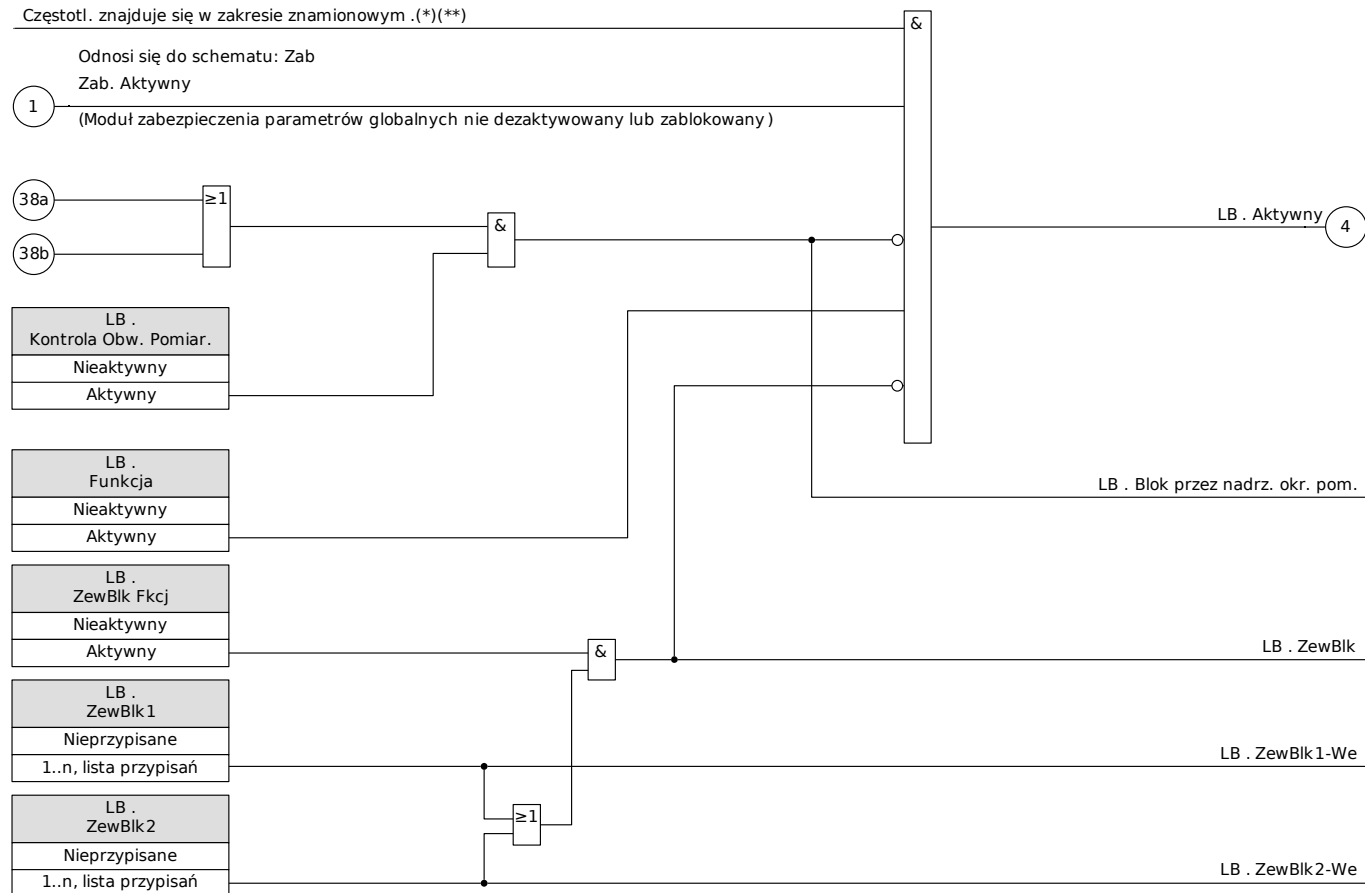 Częstotl. znajduje się w zakresie znamionowym .(*)(**)
&
Odnosi się do schematu: Zab
Zab. Aktywny
1
(Moduł zabezpieczenia parametrów globalnych nie dezaktywowany lub zablokowany )
38a
≥1
&
LB . Aktywny
4
38b
LB .
Kontrola Obw. Pomiar.
Nieaktywny
Aktywny
LB .
Funkcja
Nieaktywny
Aktywny
LB . Blok przez nadrz. okr. pom.
LB .
ZewBlk Fkcj
Nieaktywny
Aktywny
&
LB . ZewBlk
LB .
ZewBlk1
Nieprzypisane
1..n, lista przypisań
LB . ZewBlk1-We
LB .
ZewBlk2
≥1
Nieprzypisane
1..n, lista przypisań
LB . ZewBlk2-We